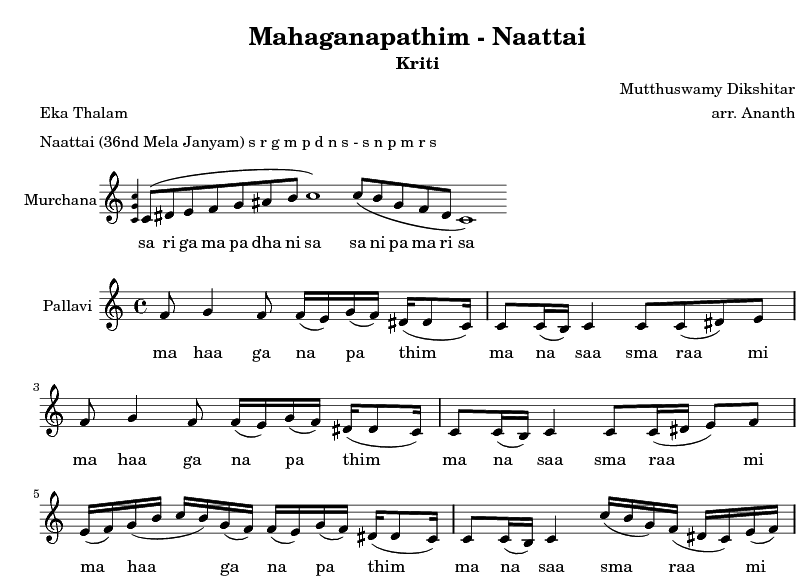 Mahaganapathim - Naattai
Kriti
Mutthuswamy Dikshitar
Eka Thalam
arr. Ananth
Naattai (36nd Mela Janyam) s r g m p d n s - s n p m r s
Murchana
sa ri ga ma pa dha ni sa sa ni pa ma ri sa
Pallavi
ma haa ga na pa thim ma na saa sma raa mi
3
ma haa ga na pa thim ma na saa sma raa mi
5
ma haa ga na pa thim ma na saa sma raa mi